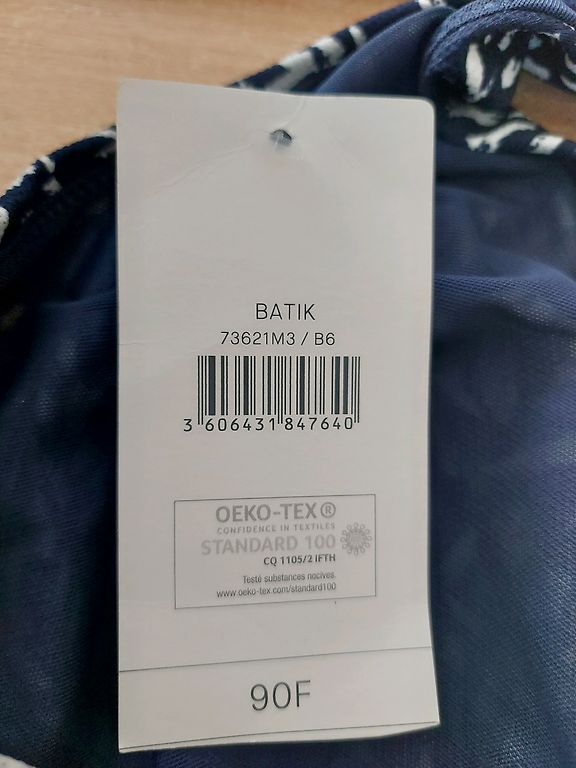 BATIK
73621M3 / B6
3 606431 847640
OEKO-TEX®
CONFIDENCE IN TEXTILES
STANDARD 100
CQ 1105/2 IFTH
Testé substances nocives.
www.oeko-tex.com/standard100
90F